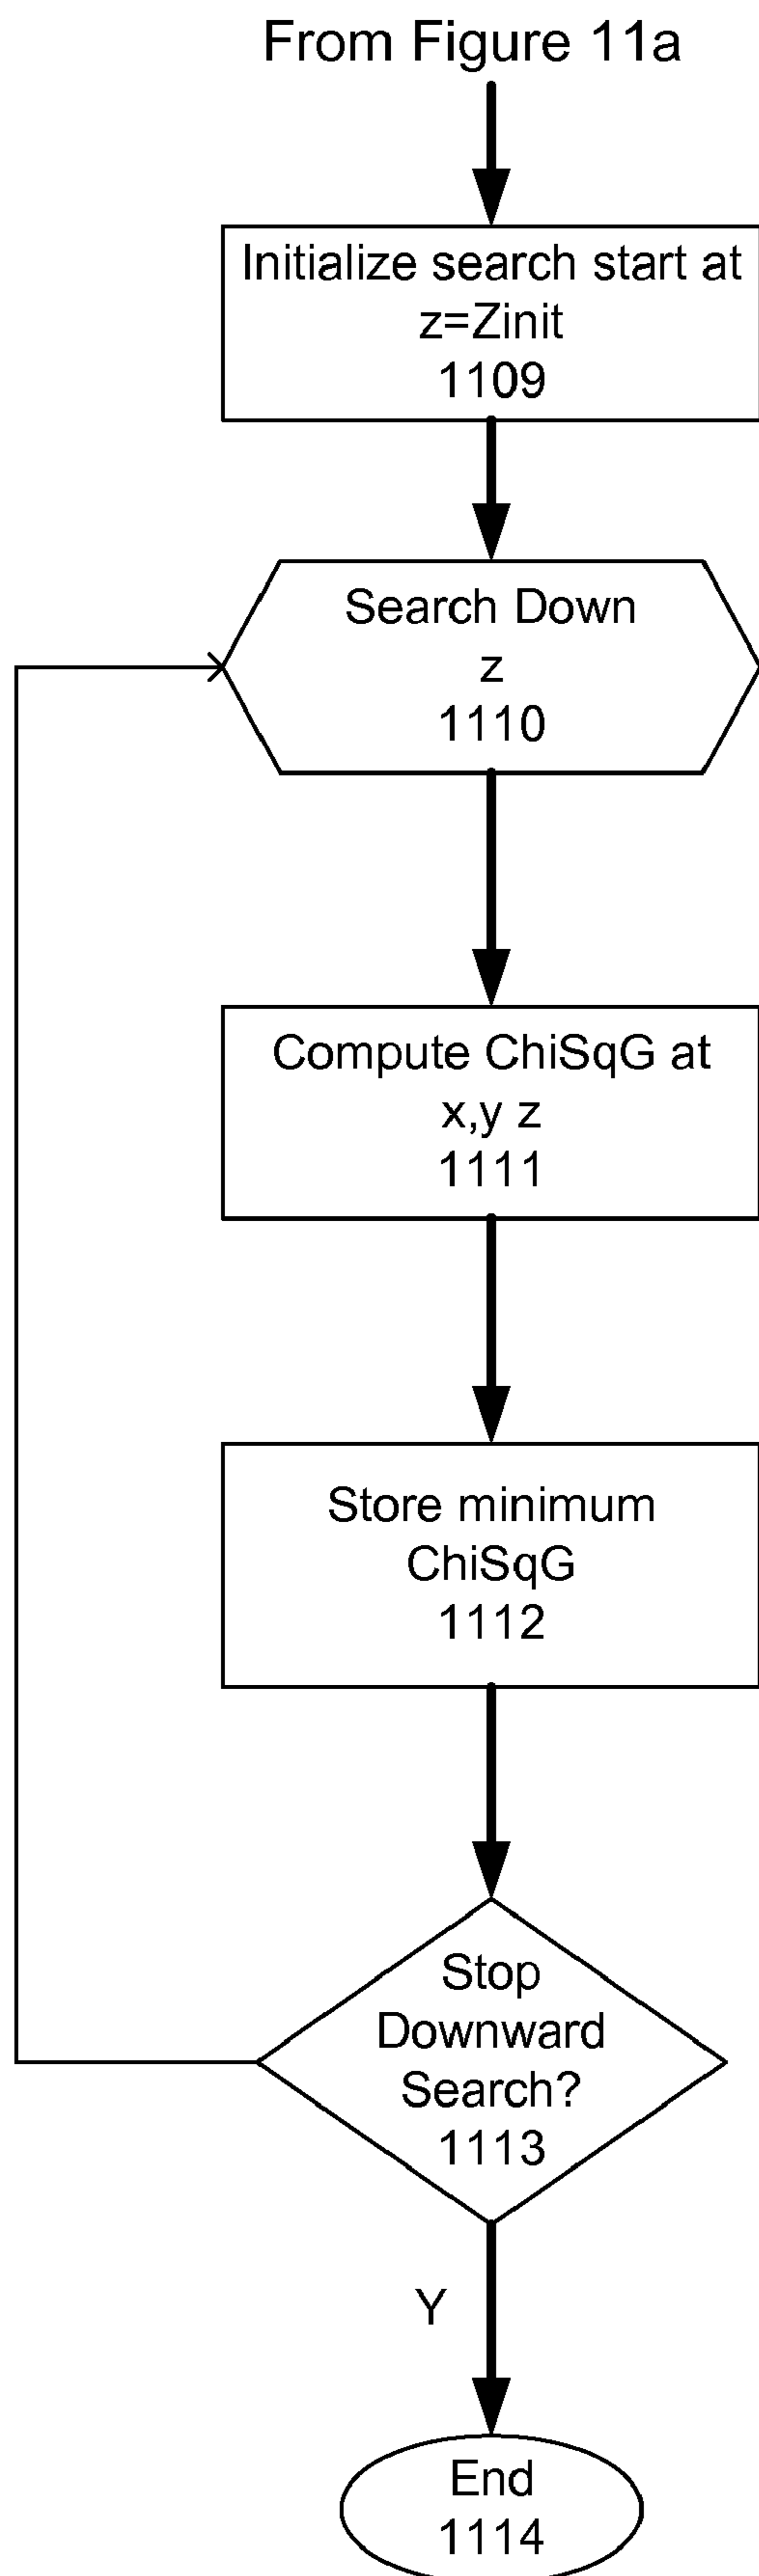 From Figure 11a
Initialize search start at
z=Zinit
1109
Search Down
z
1110
Compute ChiSqG at
x,y z
1111
Store minimum
ChiSqG
1112
Stop
Downward
Search?
1113
Y
End
1114